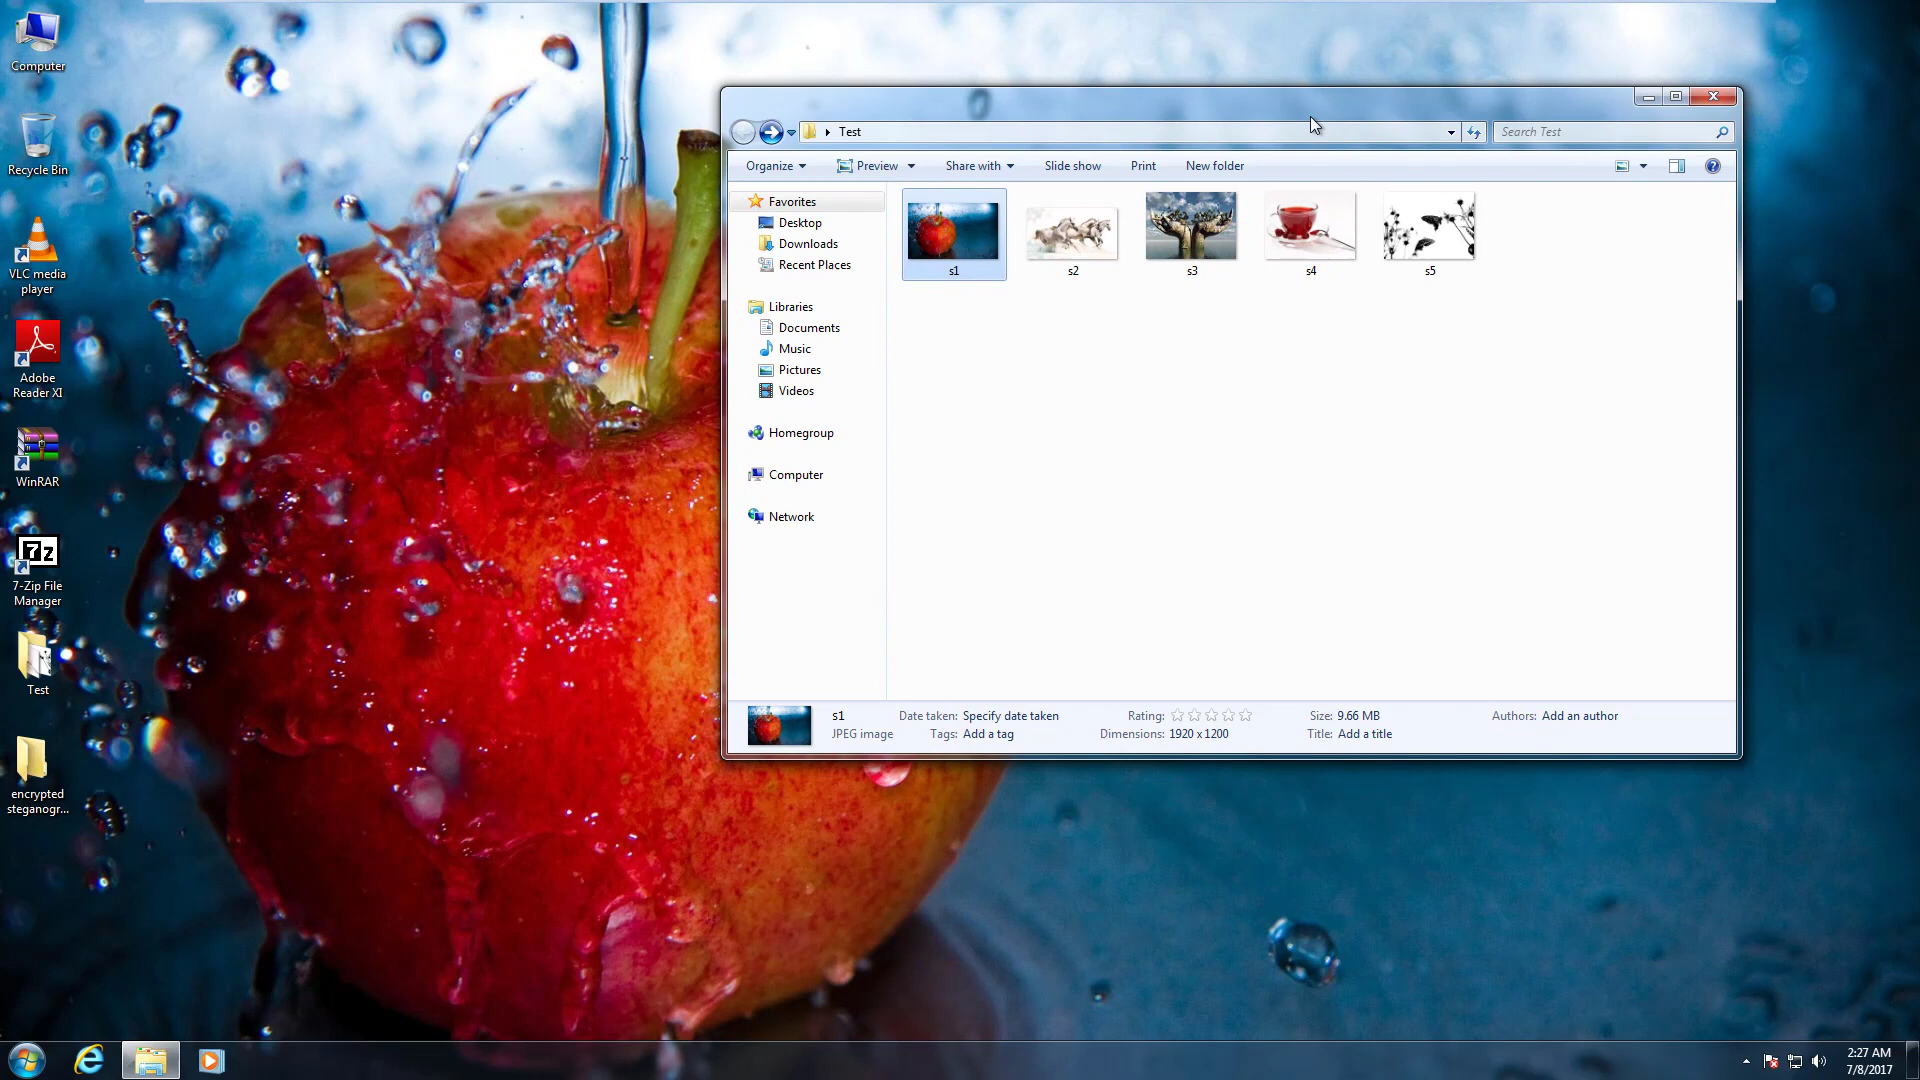 Computer
Recycle Bin
VLC media
player
Adobe
Reader XI
WinRAR
7z
7-Zip File
Manager
Test
encrypted
steganogr...
Test
Search Test
Organize
Preview
Share with
Slide show
Print
New folder
Favorites
Desktop
Downloads
Recent Places
Libraries
Documents
Music
Pictures
Videos
Homegroup
Computer
Network
s1
s2
s3
s4
s5
s1
JPEG image
Date taken: Specify date taken
Tags: Add a tag
Rating:
Dimensions: 1920 x 1200
Size: 9.66 MB
Title: Add a title
Authors: Add an author
2:27 AM
7/8/2017